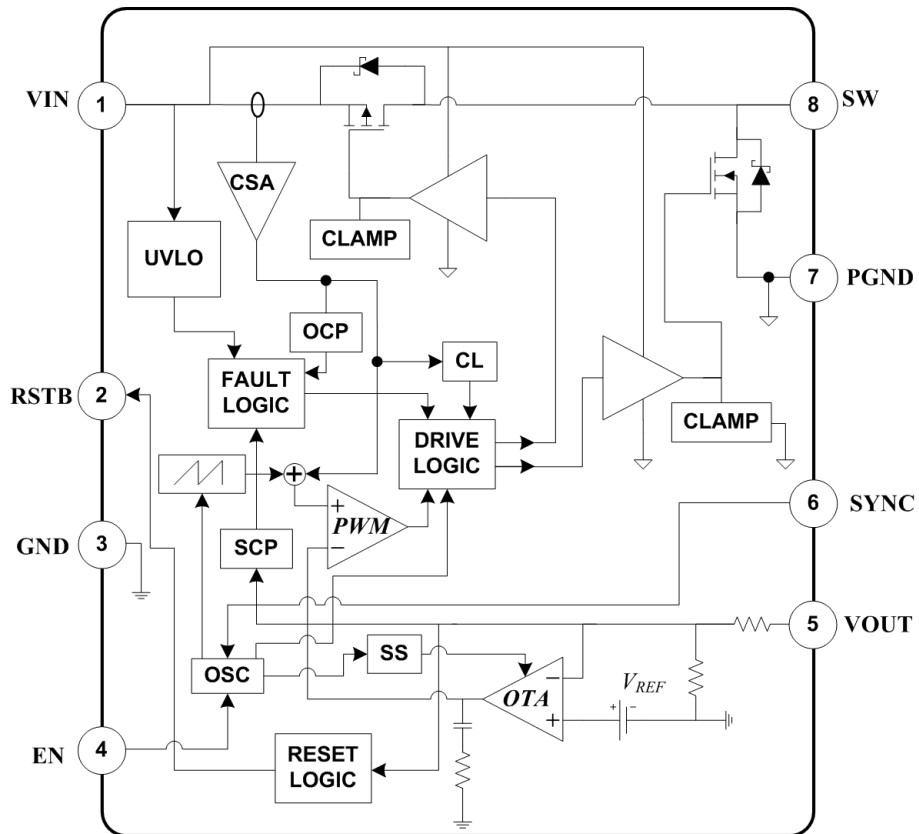 VIN
1
8
SW
CSA
CLAMP
UVLO
7
PGND
OCP
CL
FAULT
LOGIC
RSTB
2
CLAMP
DRIVE
LOGIC
+
+
PWM
−
6
SYNC
GND
3
SCP
5
VOUT
SS
OSC
−
OTA
+
VREF
+
−
EN
4
RESET
LOGIC